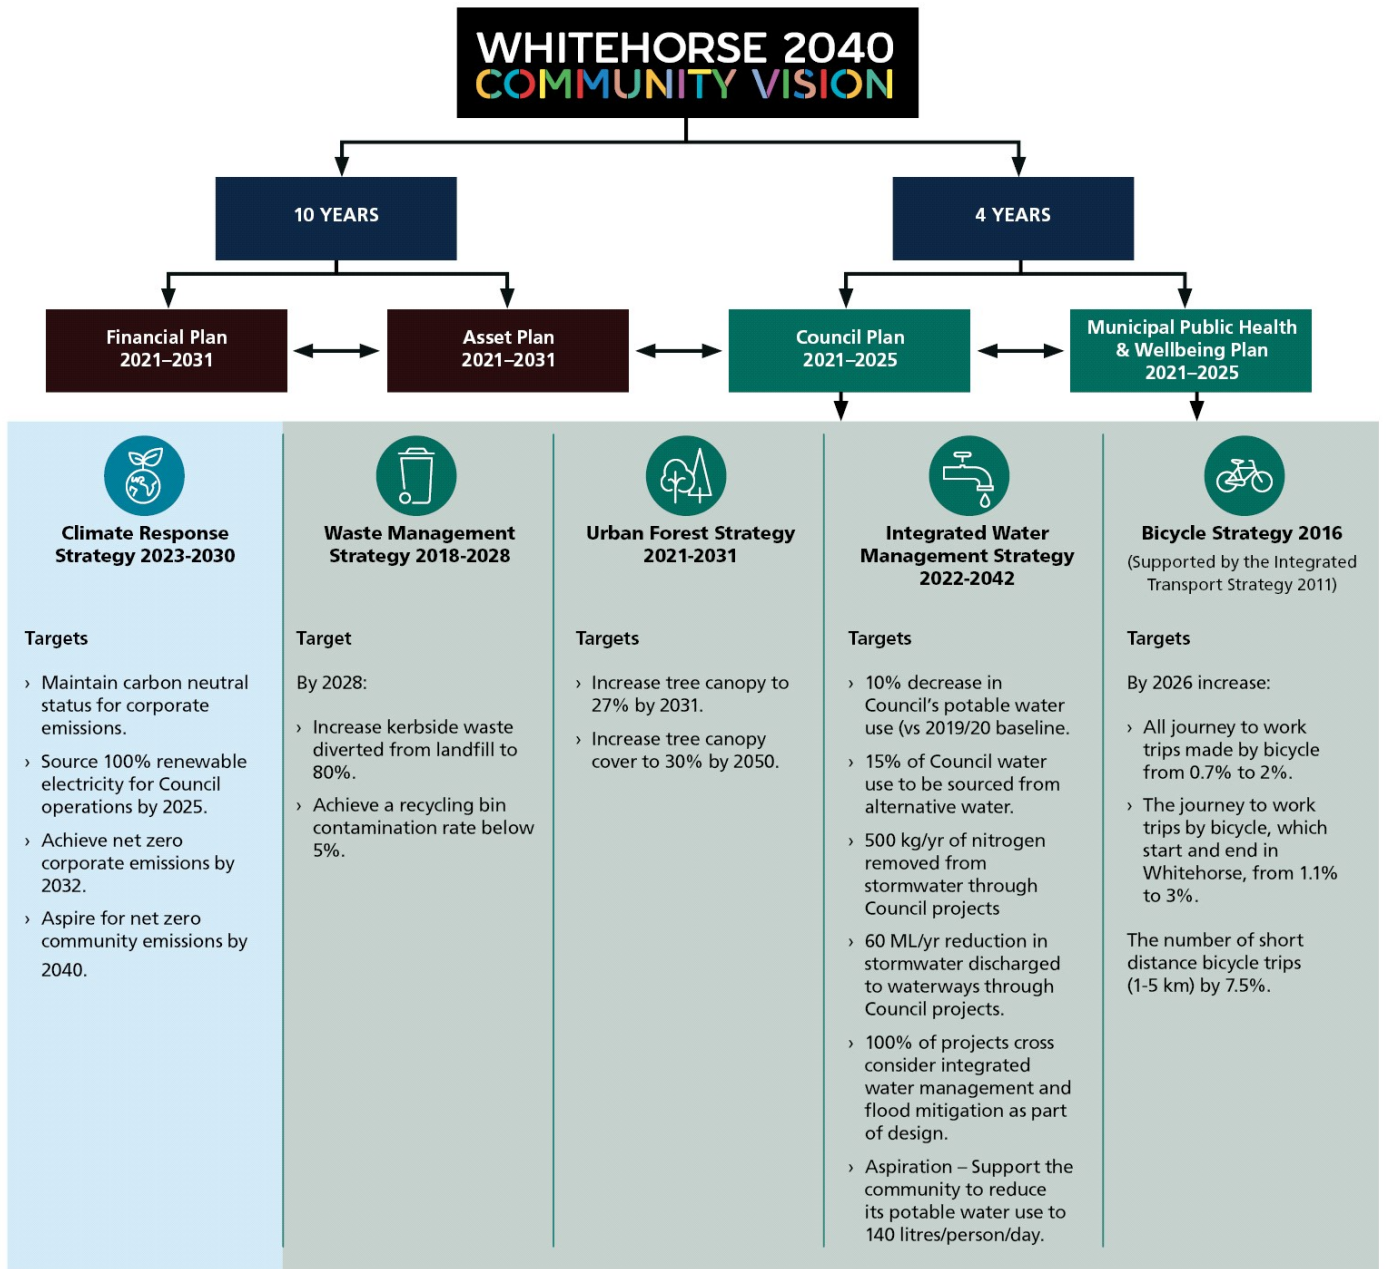 WHITEHORSE 2040
COMMUNITY VISION
10 YEARS
4 YEARS
Financial Plan
2021–2031
Asset Plan
2021–2031
Council Plan
2021–2025
Municipal Public Health
& Wellbeing Plan
2021–2025
Climate Response
Strategy 2023-2030
Targets
› Maintain carbon neutral
status for corporate
emissions.
› Source 100% renewable
electricity for Council
operations by 2025.
› Achieve net zero
corporate emissions by
2032.
› Aspire for net zero
community emissions by
2040.
Waste Management
Strategy 2018-2028
Target
By 2028:
› Increase kerbside waste
diverted from landfill to
80%.
› Achieve a recycling bin
contamination rate below
5%.
Urban Forest Strategy
2021-2031
Targets
› Increase tree canopy to
27% by 2031.
› Increase tree canopy
cover to 30% by 2050.
Integrated Water
Management Strategy
2022-2042
Targets
› 10% decrease in
Council’s potable water
use (vs 2019/20 baseline.
› 15% of Council water
use to be sourced from
alternative water.
› 500 kg/yr of nitrogen
removed from
stormwater through
Council projects
› 60 ML/yr reduction in
stormwater discharged
to waterways through
Council projects.
› 100% of projects cross
consider integrated
water management and
flood mitigation as part
of design.
› Aspiration – Support the
community to reduce
its potable water use to
140 litres/person/day.
Bicycle Strategy 2016
(Supported by the Integrated
Transport Strategy 2011)
Targets
By 2026 increase:
› All journey to work
trips made by bicycle
from 0.7% to 2%.
› The journey to work
trips by bicycle, which
start and end in
Whitehorse, from 1.1%
to 3%.
The number of short
distance bicycle trips
(1-5 km) by 7.5%.